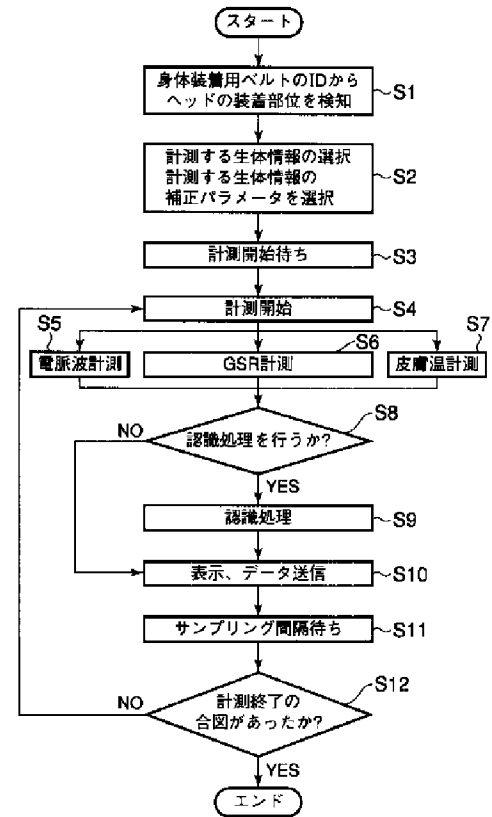 スタート
身体装着用ベルトのIDから
ヘッドの装着部位を検知
S1
計測する生体情報の選択
計測する生体情報の
補正パラメータを選択
S2
計測開始待ち
S3
計測開始
S4
S5
電脈波計測
S6
GSR計測
S7
皮膚温計測
S8
認識処理を行うか?
NO
YES
認識処理
S9
表示、データ送信
S10
サンプリング間隔待ち
S11
S12
計測終了の
合図があったか?
NO
YES
エンド